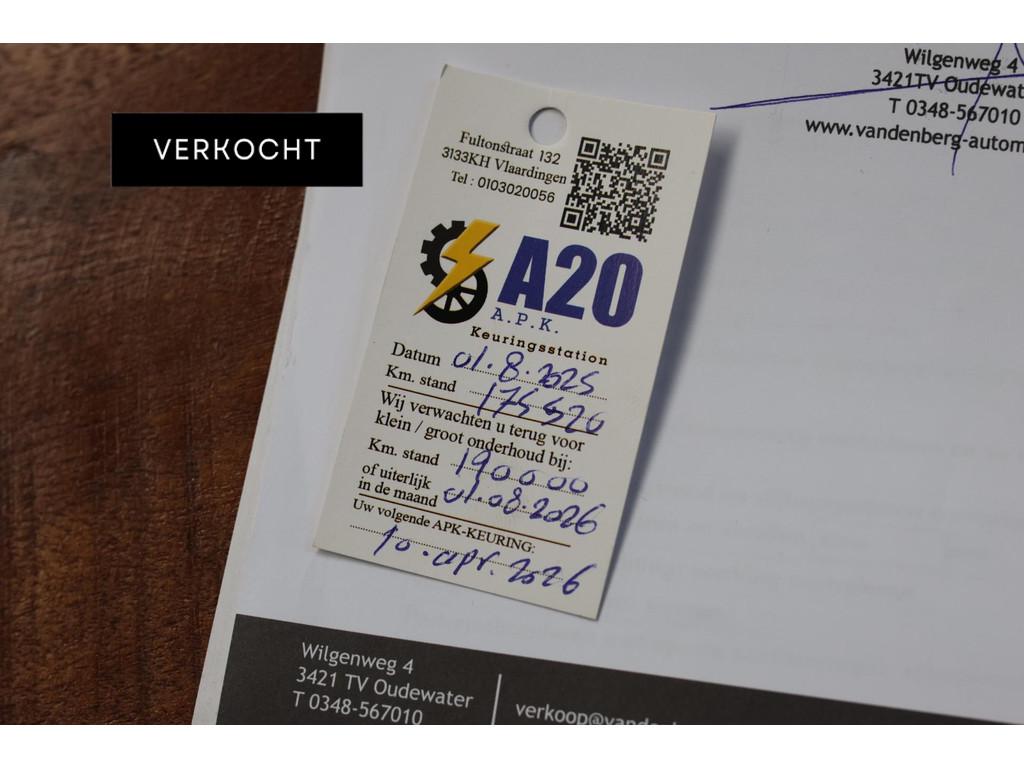 VERKOCHT
Wilgenweg 4
3421TV Oudewat
T 0348-567010
www.vandenberg-autom
Fultonstraat 132
3133KH Vlaardingen
Tel : 0103020056
A20
A.P.K.
Keuringsstation
Datum 01.8.2025
Km. stand 175520
Wij verwachten u terug voor
klein / groot onderhoud bij:
Km. stand 190000
of uiterlijk
in de maand 01.08.2026
Uw volgende APK-KEURING:
10.apr.2026
Wilgenweg 4
3421 TV Oudewater
T 0348-567010
verkoop@vande